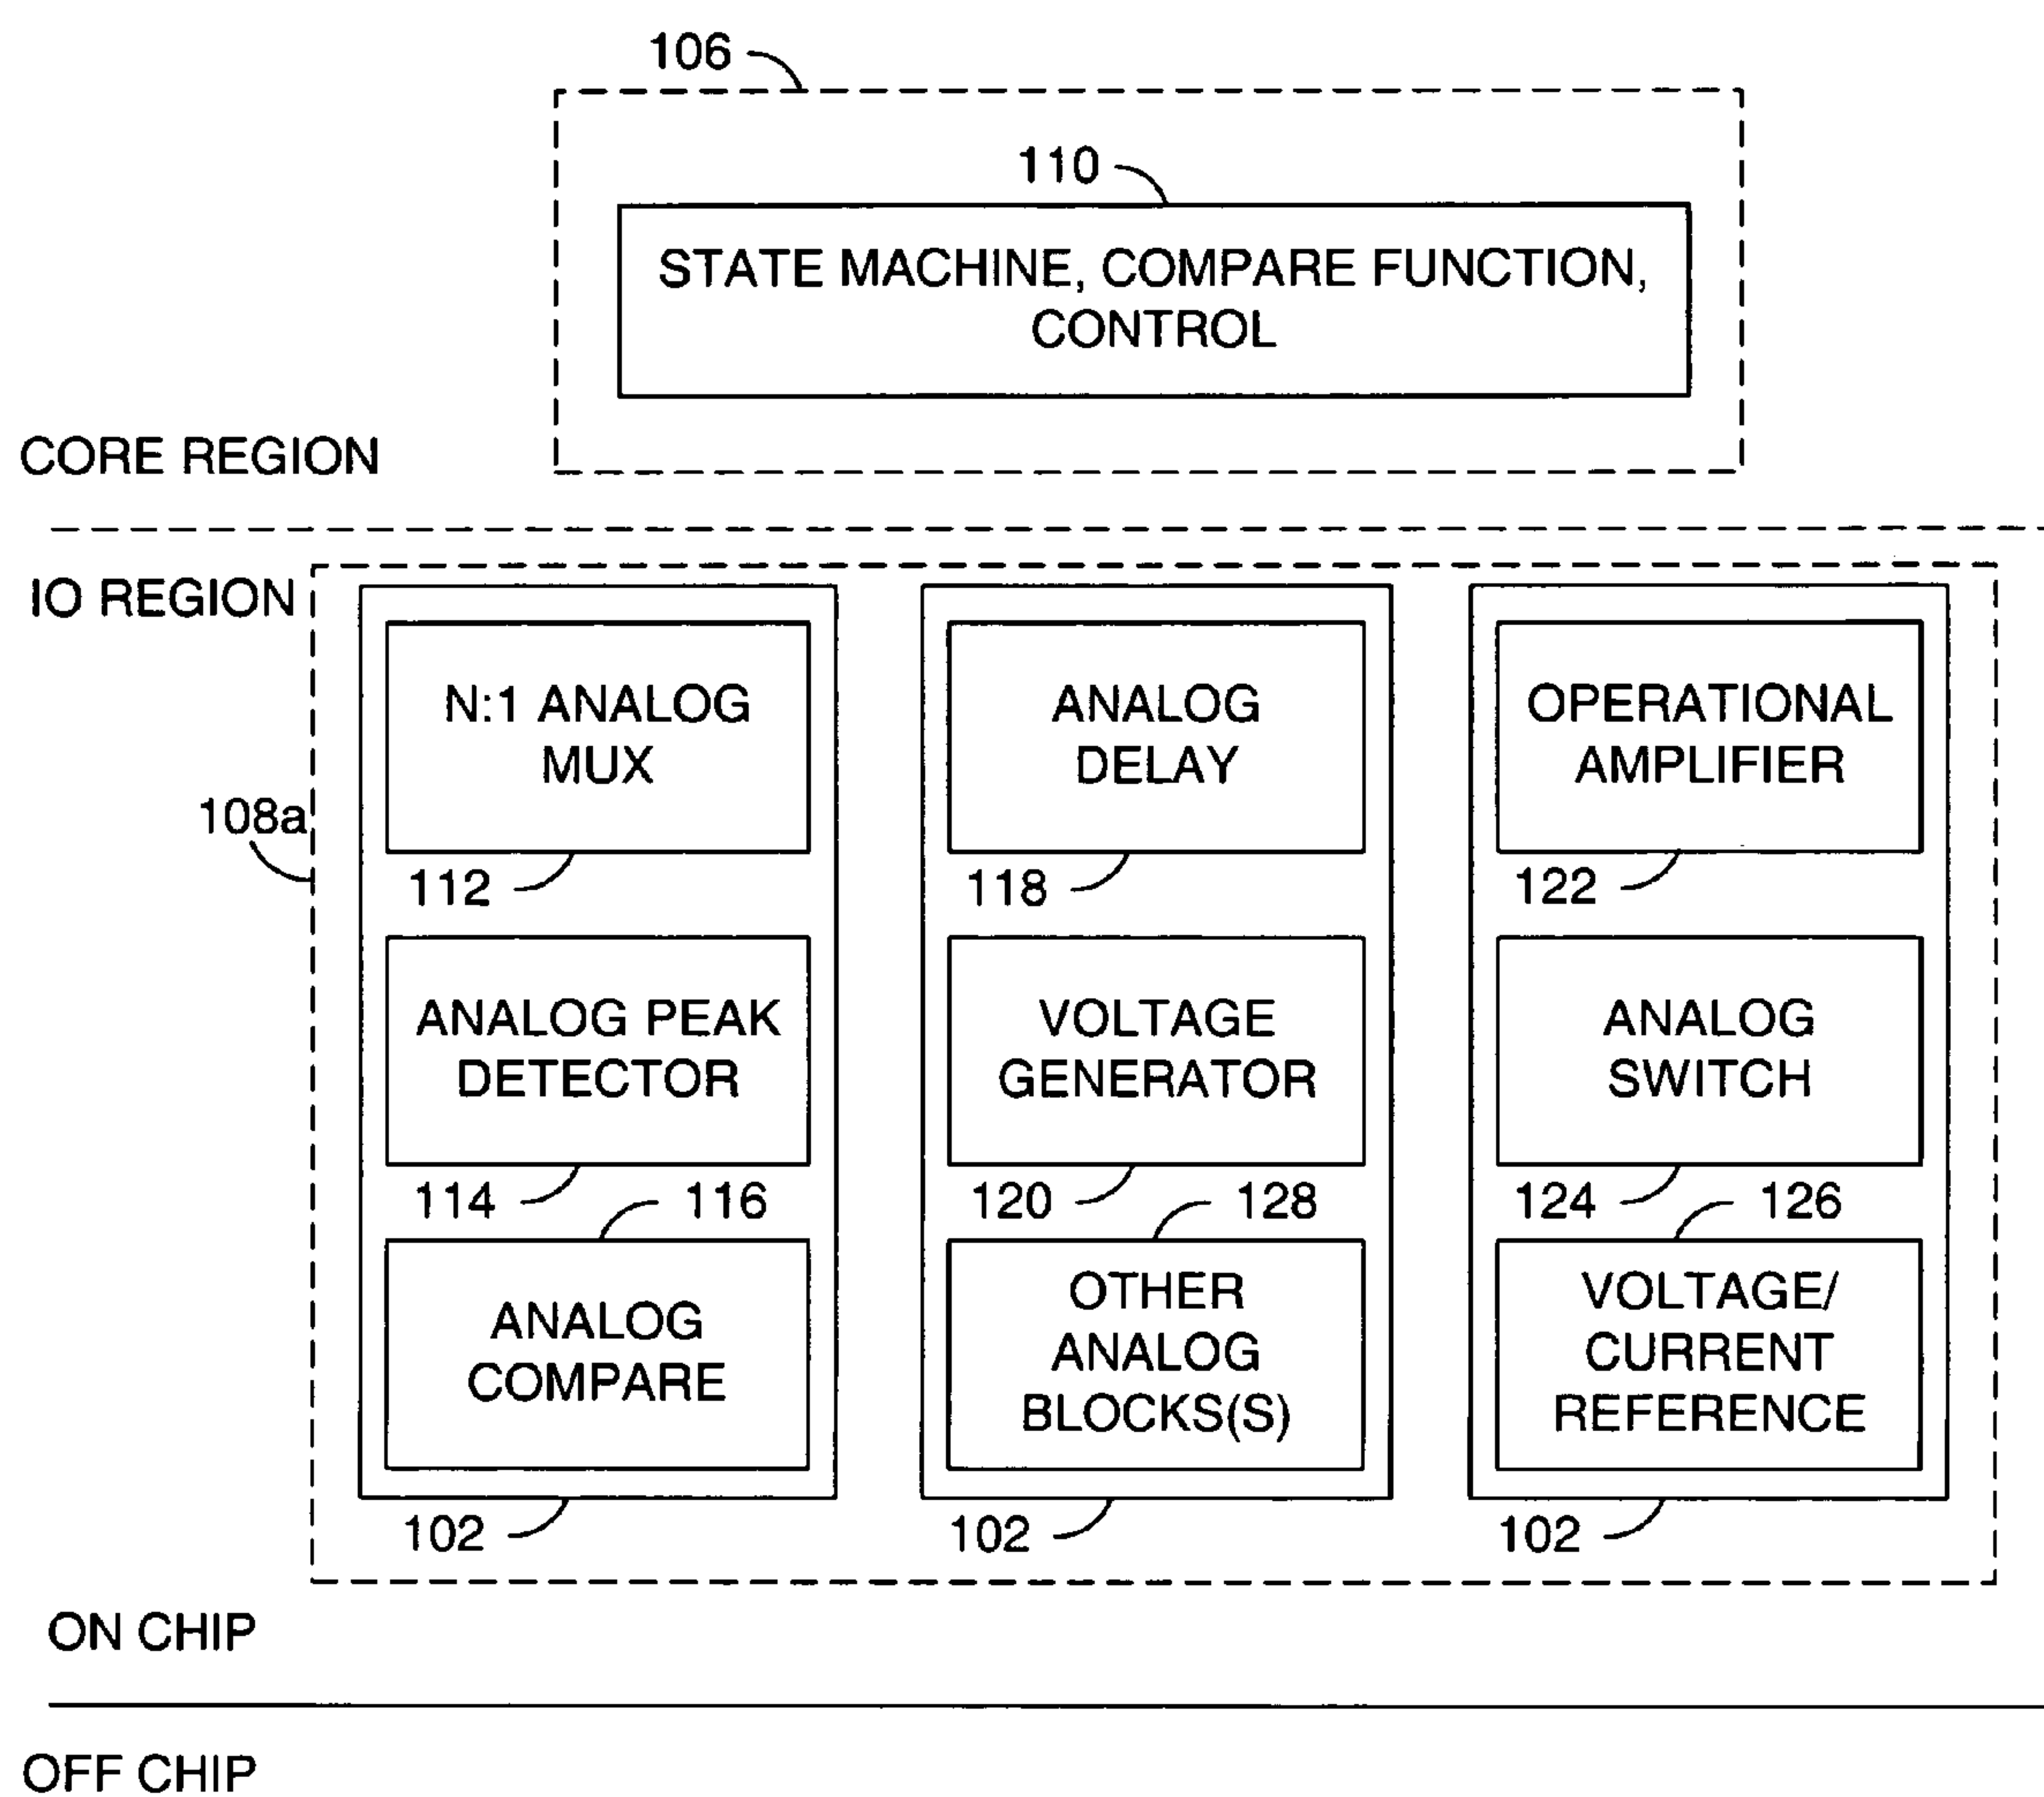 106
110
STATE MACHINE, COMPARE FUNCTION,
CONTROL
CORE REGION
IO REGION
108a
N:1 ANALOG
MUX
112
ANALOG
DELAY
118
OPERATIONAL
AMPLIFIER
122
ANALOG PEAK
DETECTOR
114
VOLTAGE
GENERATOR
120
ANALOG
SWITCH
124
116
ANALOG
COMPARE
102
128
OTHER
ANALOG
BLOCKS(S)
102
126
VOLTAGE/
CURRENT
REFERENCE
102
ON CHIP
OFF CHIP